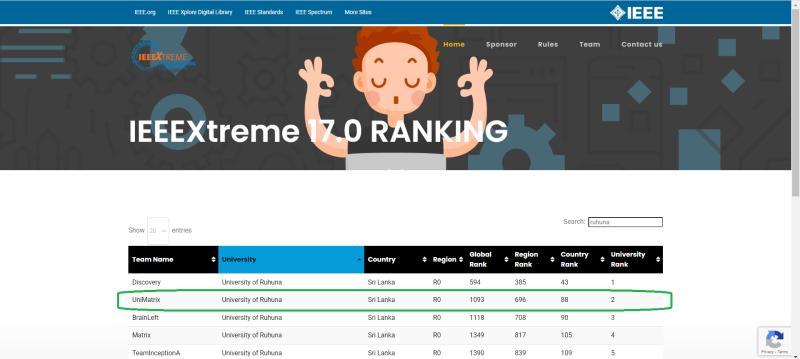 IEEE.org IEEE Xplore Digital Library IEEE Standards IEEE Spectrum More Sites IEEE
IEEEXTREME Home Sponsor Rules Team Contact us
IEEEXtreme 17.0 RANKING
Show 20 entries Search: ruhuna
Team Name University Country Region Global Rank Region Rank Country Rank University Rank
Discovery University of Ruhuna Sri Lanka R0 594 385 43 1
UniMatrix University of Ruhuna Sri Lanka R0 1093 696 88 2
BrainLeft University of Ruhuna Sri Lanka R0 1118 708 90 3
Matrix University of Ruhuna Sri Lanka R0 1349 817 105 4
TeamInceptionA University of Ruhuna Sri Lanka R0 1390 839 109 5
Privacy - Terms